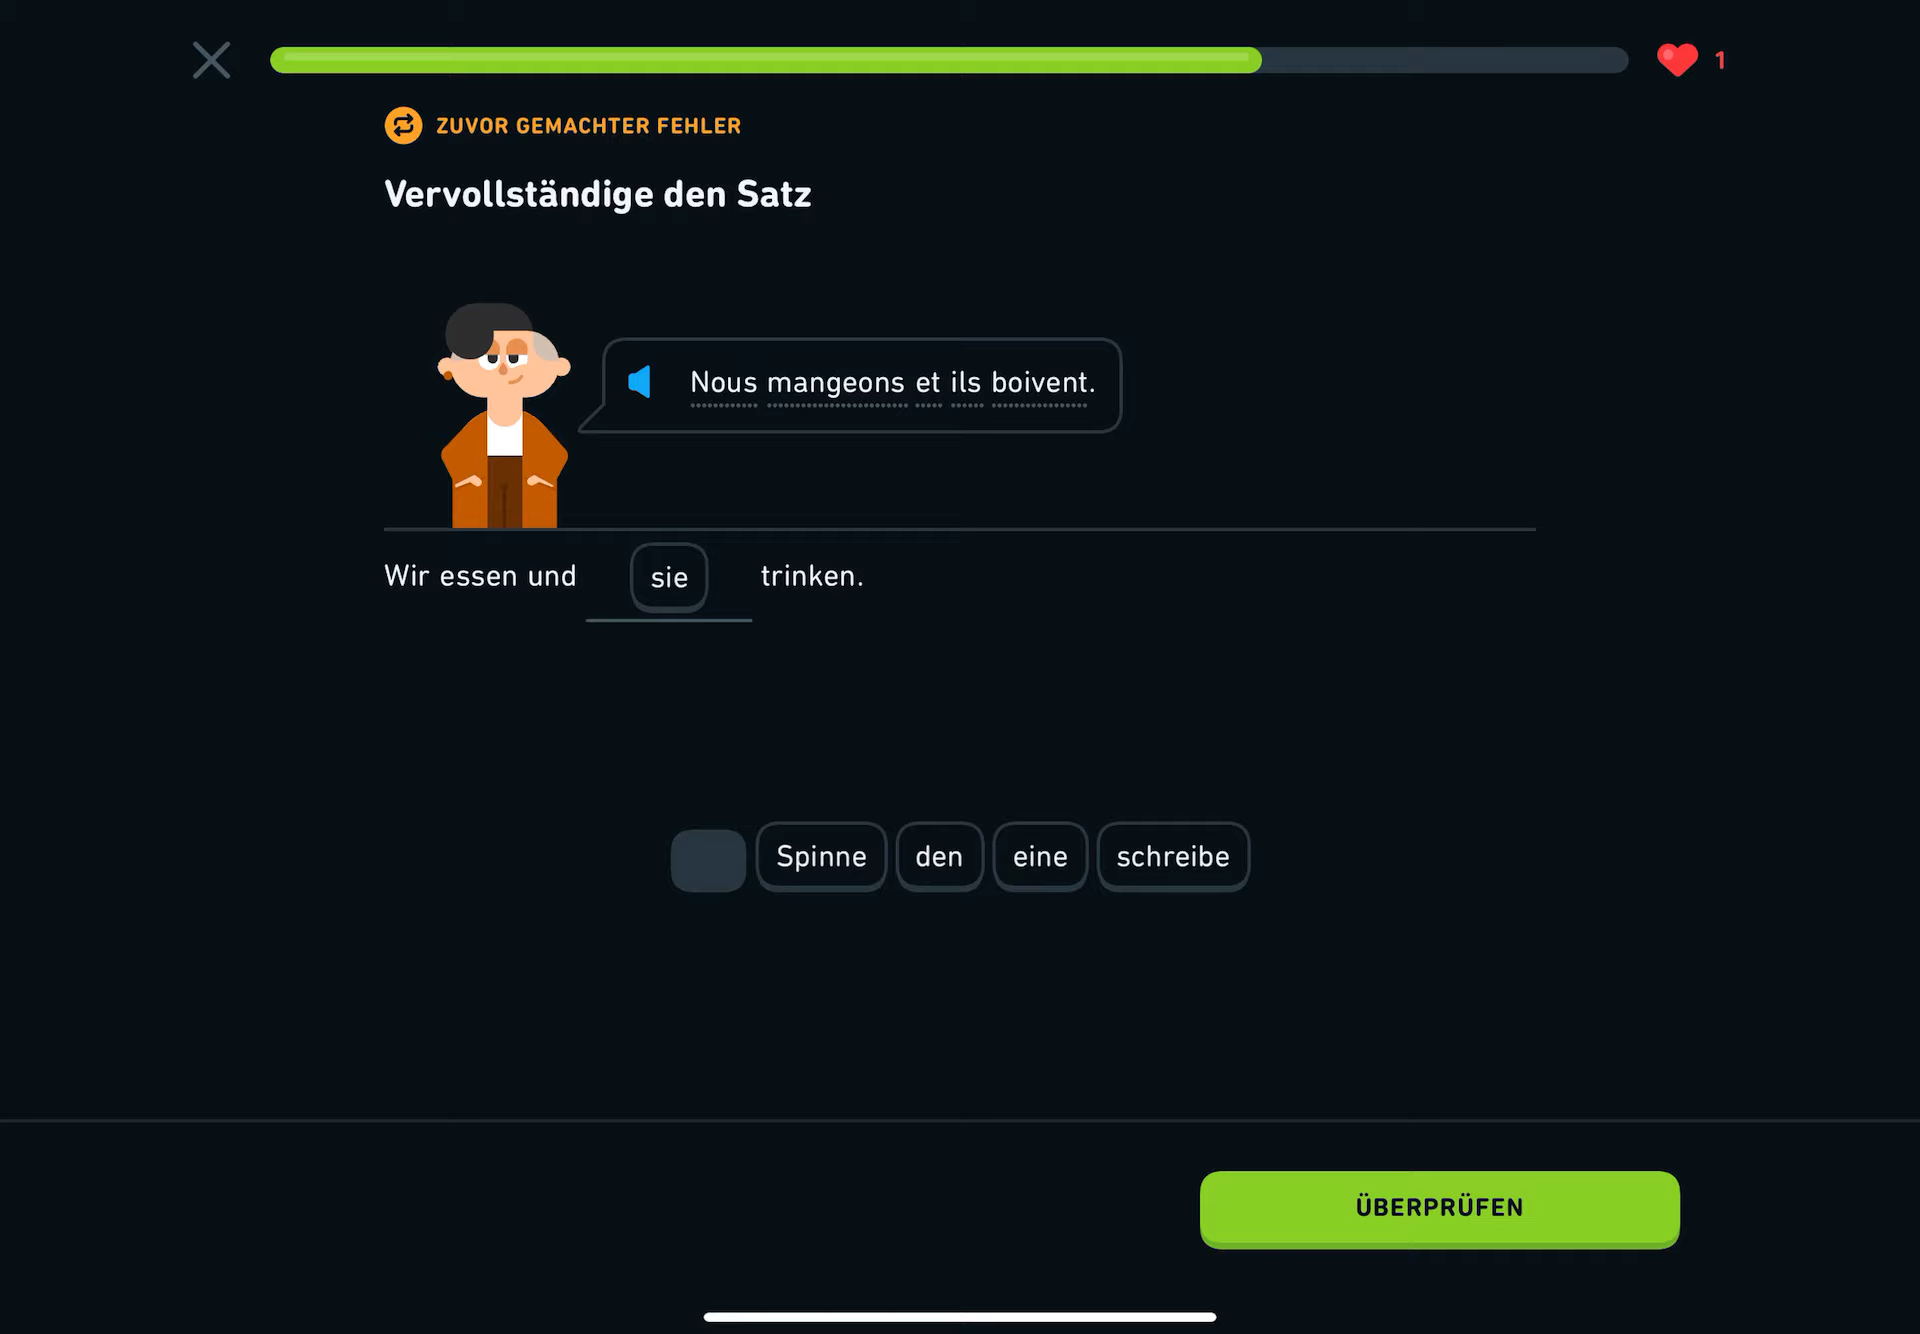 1
ZUVOR GEMACHTER FEHLER
Vervollständige den Satz
Nous mangeons et ils boivent.
Wir essen und sie trinken.
Spinne den eine schreibe
ÜBERPRÜFEN